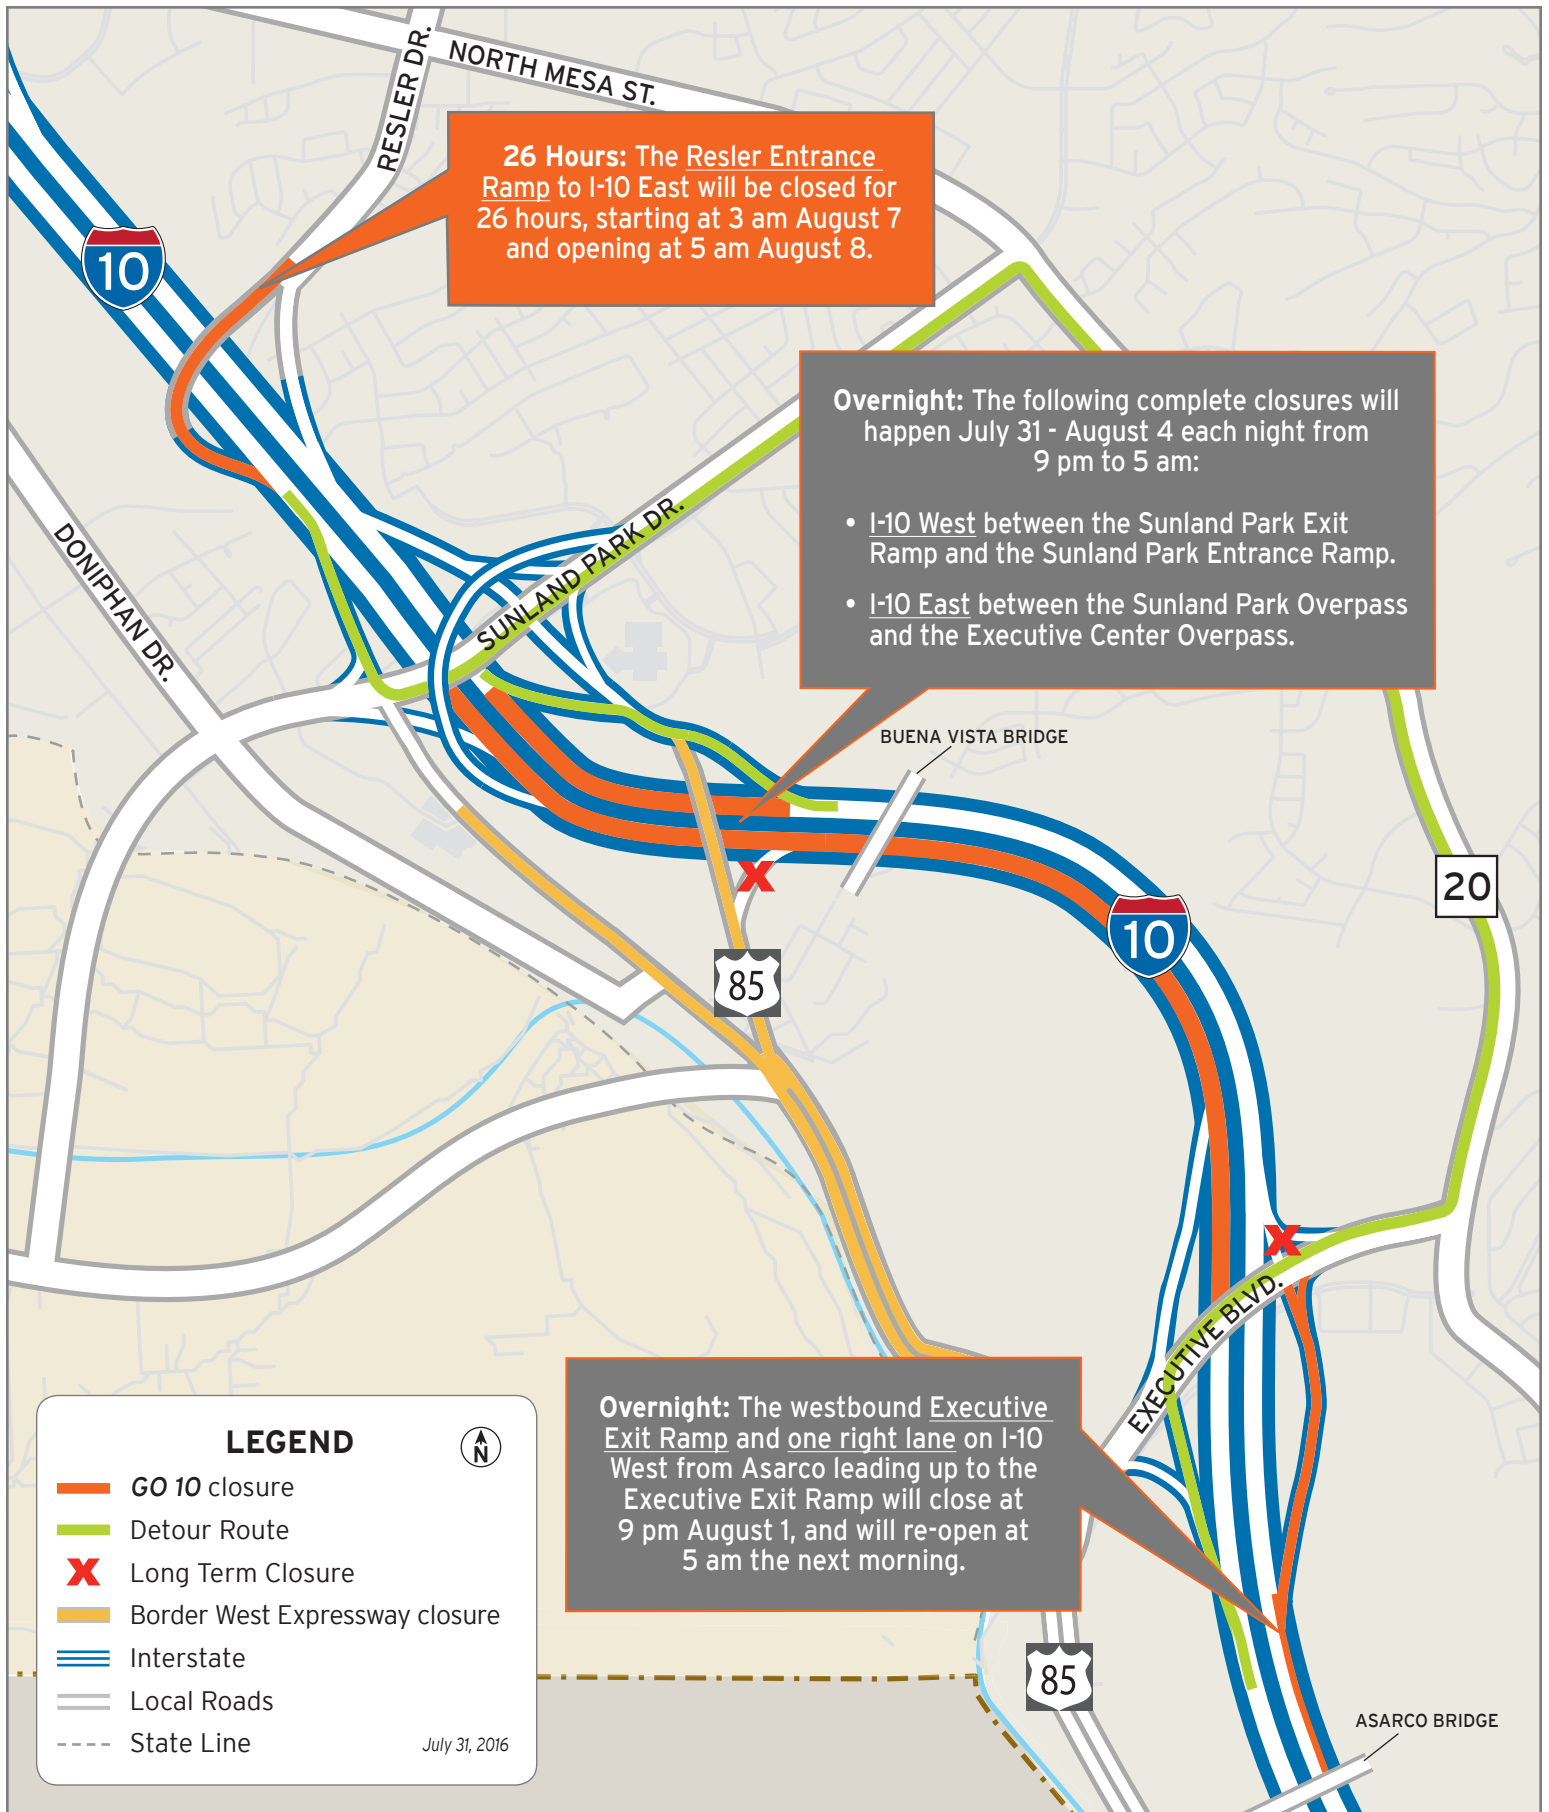 NORTH MESA ST.
RESLER DR.
26 Hours: The Resler Entrance
Ramp to I-10 East will be closed for
26 hours, starting at 3 am August 7
and opening at 5 am August 8.
10
Overnight: The following complete closures will
happen July 31 - August 4 each night from
9 pm to 5 am:
• I-10 West between the Sunland Park Exit
Ramp and the Sunland Park Entrance Ramp.
• I-10 East between the Sunland Park Overpass
and the Executive Center Overpass.
DONIPHAN DR.
SUNLAND PARK DR.
BUENA VISTA BRIDGE
20
10
85
EXECUTIVE BLVD.
Overnight: The westbound Executive
Exit Ramp and one right lane on I-10
West from Asarco leading up to the
Executive Exit Ramp will close at
9 pm August 1, and will re-open at
5 am the next morning.
85
ASARCO BRIDGE
LEGEND
N
GO 10 closure
Detour Route
X Long Term Closure
Border West Expressway closure
Interstate
Local Roads
State Line
July 31, 2016